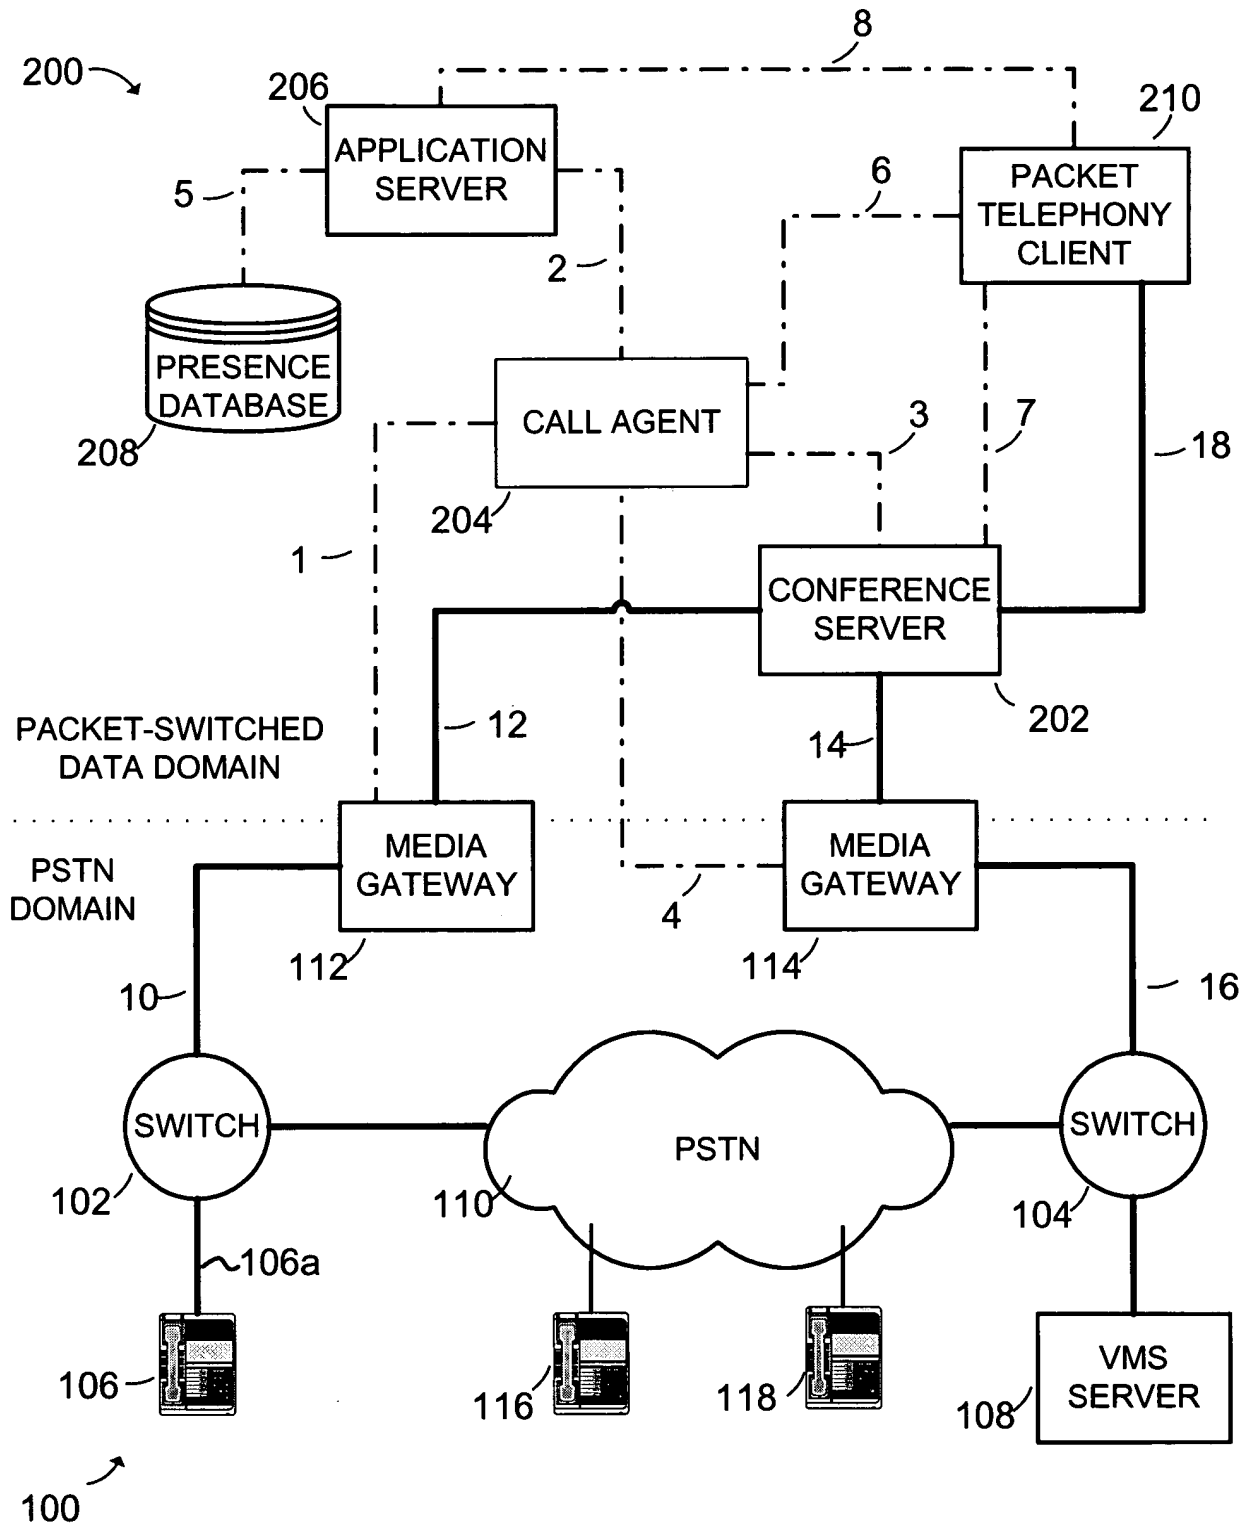 8
200
206
210
APPLICATION
SERVER
PACKET
TELEPHONY
CLIENT
5
6
2
PRESENCE
DATABASE
208
CALL AGENT
3
7
18
204
1
CONFERENCE
SERVER
202
12
14
PACKET-SWITCHED
DATA DOMAIN
PSTN
DOMAIN
MEDIA
GATEWAY
MEDIA
GATEWAY
4
112
114
10
16
SWITCH
PSTN
SWITCH
102
110
104
106a
106
116
118
VMS
SERVER
108
100